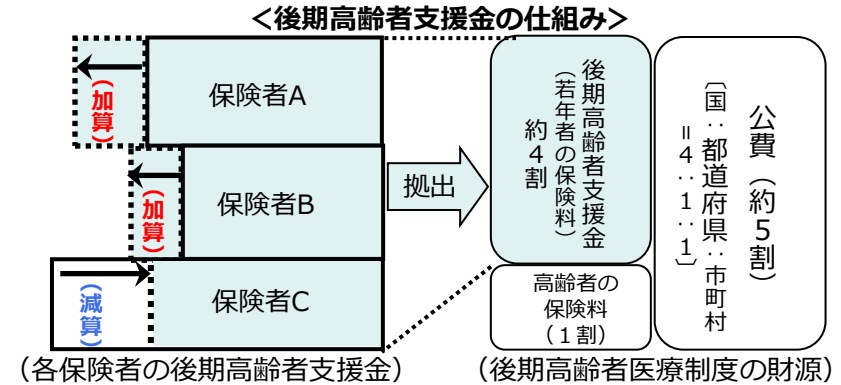 ＜後期高齢者支援金の仕組み＞
（加算）
保険者A
（加算）
保険者B
（減算）
保険者C
拠出
後期高齢者支援金
（若年者の保険料）
約４割
高齢者の
保険料
（１割）
公費（約５割）
〔国：都道府県：市町村
＝４：１：１〕
（各保険者の後期高齢者支援金）
（後期高齢者医療制度の財源）